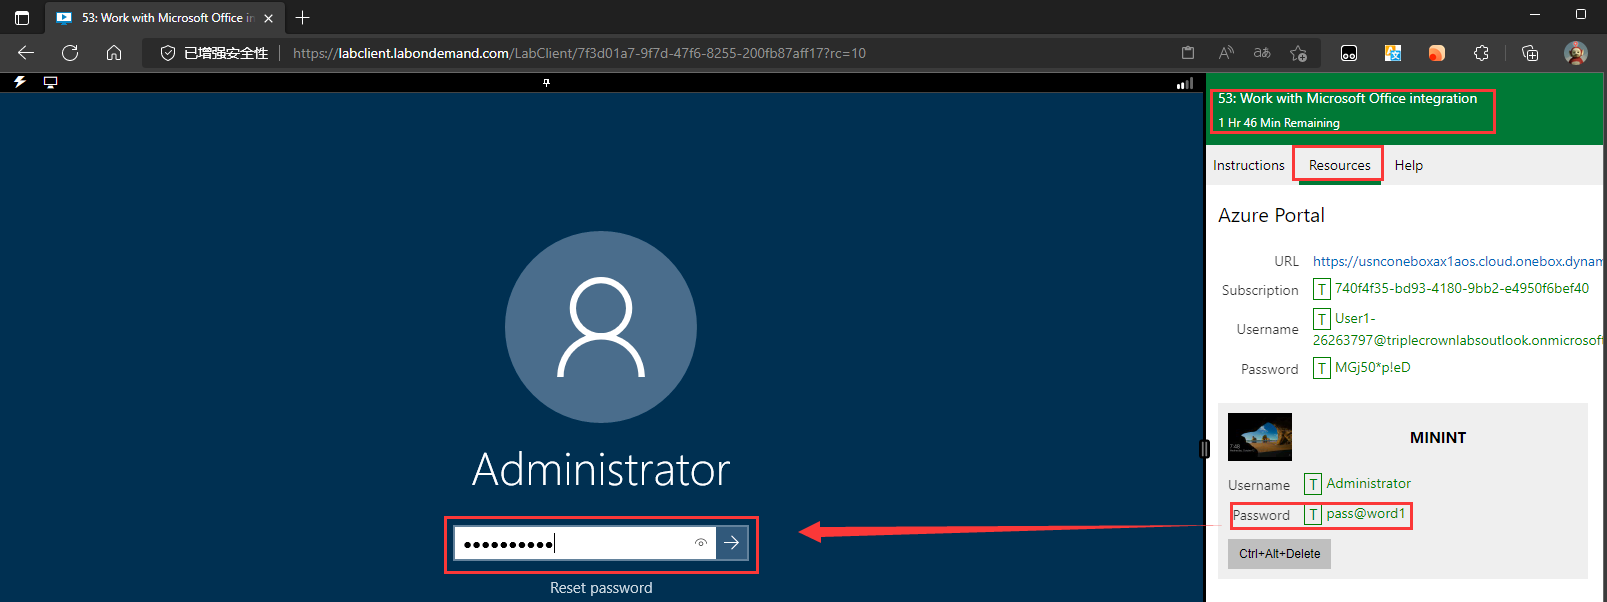 53: Work with Microsoft Office in
已增强安全性
https://labclient.labondemand.com/LabClient/7f3d01a7-9f7d-47f6-8255-200fb87aff17?rc=10
53: Work with Microsoft Office integration
1 Hr 46 Min Remaining
Instructions Resources Help
Azure Portal
URL https://usnconeboxax1aos.cloud.onebox.dynam
Subscription T 740f4f35-bd93-4180-9bb2-e4950f6bef40
Username T User1-
26263797@triplecrownlabsoutlook.onmicrosoft
Password T MGj50*p!eD
MININT
Username T Administrator
Password T pass@word1
Ctrl+Alt+Delete
Administrator
Reset password